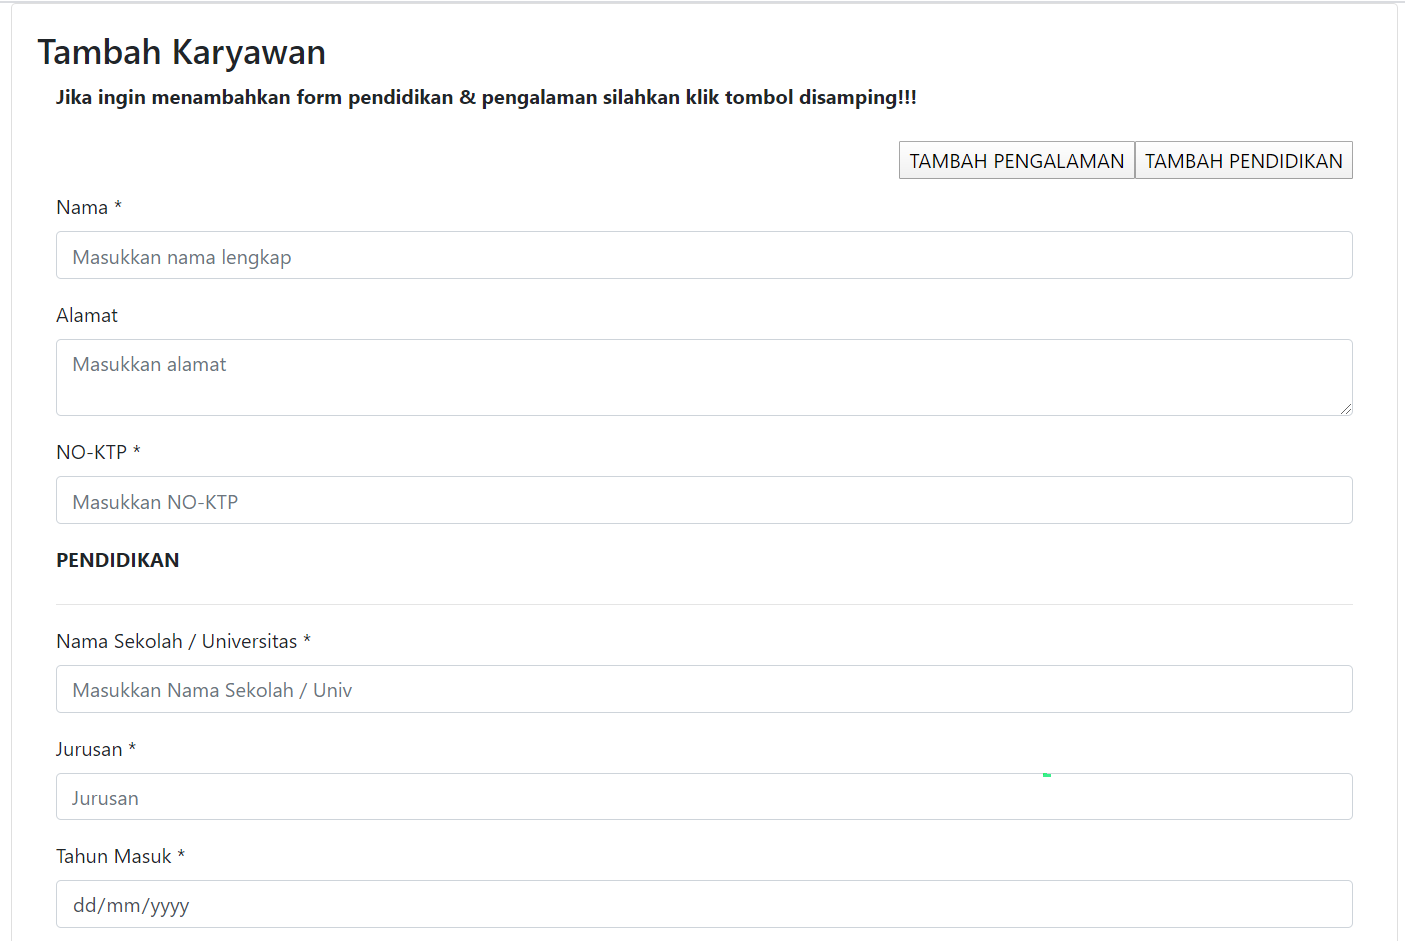 Tambah Karyawan
Jika ingin menambahkan form pendidikan & pengalaman silahkan klik tombol disamping!!!
TAMBAH PENGALAMAN TAMBAH PENDIDIKAN
Nama *
Masukkan nama lengkap
Alamat
Masukkan alamat
NO-KTP *
Masukkan NO-KTP
PENDIDIKAN
Nama Sekolah / Universitas *
Masukkan Nama Sekolah / Univ
Jurusan *
Jurusan
Tahun Masuk *
dd/mm/yyyy